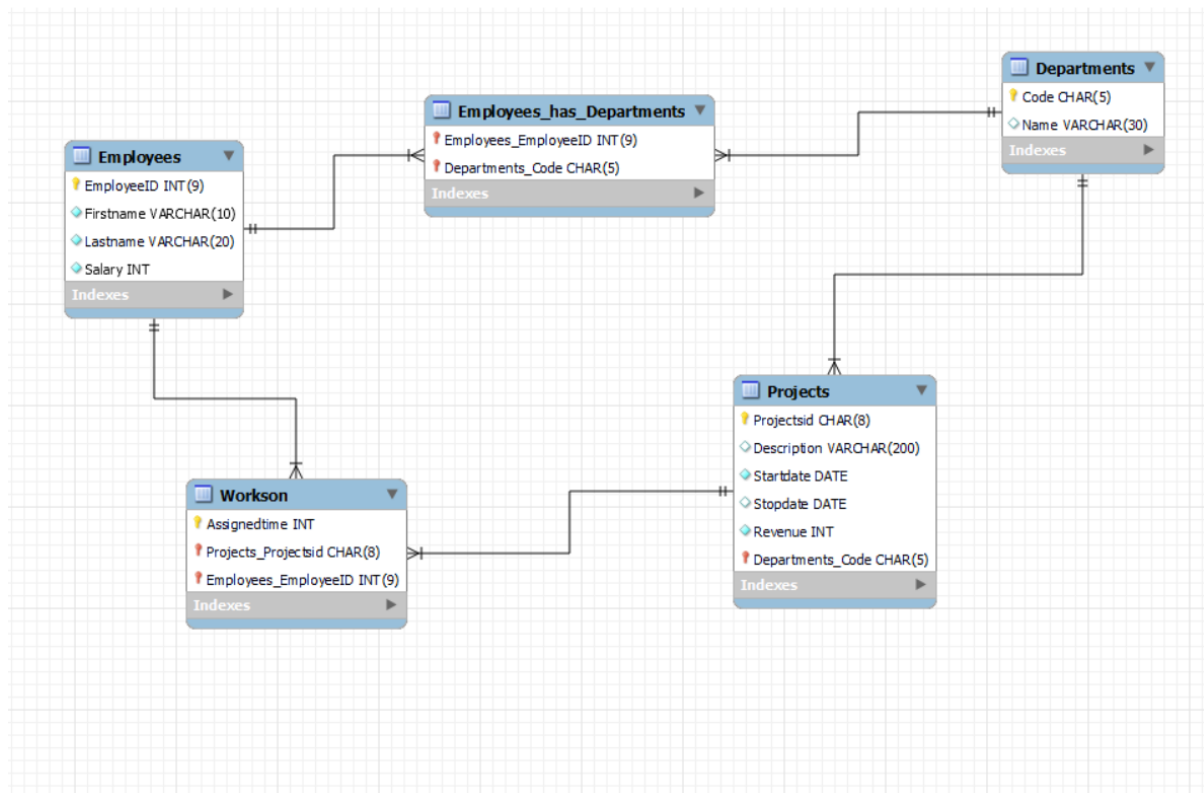 Departments
Code CHAR(5)
Name VARCHAR(30)
Indexes
Employees_has_Departments
Employees_EmployeeID INT(9)
Departments_Code CHAR(5)
Indexes
Employees
EmployeeID INT(9)
Firstname VARCHAR(10)
Lastname VARCHAR(20)
Salary INT
Indexes
Projects
Projectsid CHAR(8)
Description VARCHAR(200)
Startdate DATE
Stopdate DATE
Revenue INT
Departments_Code CHAR(5)
Indexes
Workson
Assignedtime INT
Projects_Projectsid CHAR(8)
Employees_EmployeeID INT(9)
Indexes